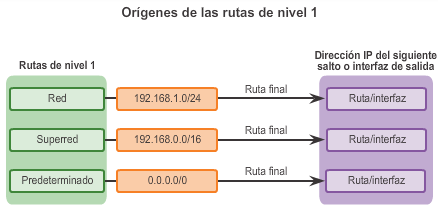 Orígenes de las rutas de nivel 1
Rutas de nivel 1
Dirección IP del siguiente
salto o interfaz de salida
Red
192.168.1.0/24
Ruta final
Ruta/interfaz
Superred
192.168.0.0/16
Ruta final
Ruta/interfaz
Predeterminado
0.0.0.0/0
Ruta final
Ruta/interfaz